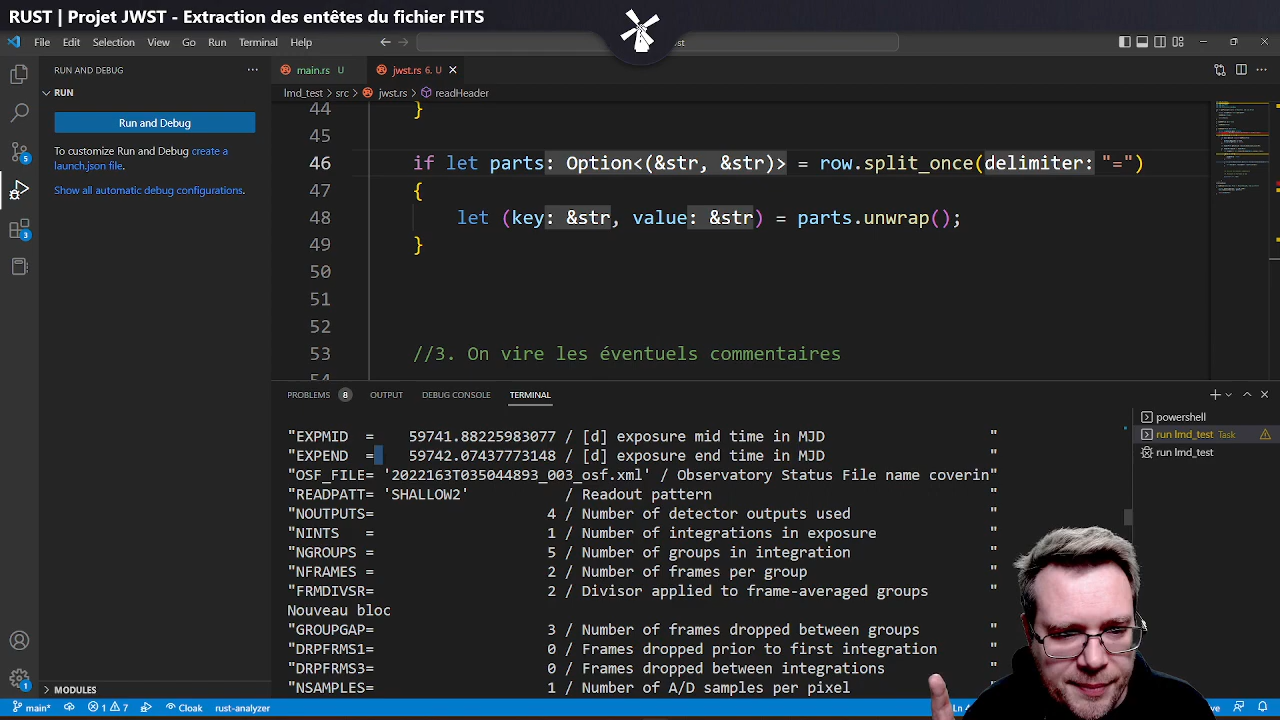 RUST | Projet JWST - Extraction des entêtes du fichier FITS
File Edit Selection View Go Run Terminal Help
RUN AND DEBUG
main.rs U
jwst.rs 6, U
RUN
lmd_test > src > jwst.rs > readHeader
Run and Debug
To customize Run and Debug create a
launch.json file.
Show all automatic debug configurations.
44 }
45
46 if let parts: Option<(&str, &str)> = row.split_once(delimiter: "=")
47 {
48 let (key: &str, value: &str) = parts.unwrap();
49 }
50
51
52
53 //3. On vire les éventuels commentaires
PROBLEMS 8 OUTPUT DEBUG CONSOLE TERMINAL
powershell
run lmd_test Task
run lmd_test
"EXPMID = 59741.88225983077 / [d] exposure mid time in MJD "
"EXPEND = 59742.07437773148 / [d] exposure end time in MJD "
"OSF_FILE= '2022163T035044893_003_osf.xml' / Observatory Status File name coverin"
"READPATT= 'SHALLOW2' / Readout pattern "
"NOUTPUTS= 4 / Number of detector outputs used "
"NINTS = 1 / Number of integrations in exposure "
"NGROUPS = 5 / Number of groups in integration "
"NFRAMES = 2 / Number of frames per group "
"FRMDIVSR= 2 / Divisor applied to frame-averaged groups "
Nouveau bloc
"GROUPGAP= 3 / Number of frames dropped between groups "
"DRPFRMS1= 0 / Frames dropped prior to first integration "
"DRPFRMS3= 0 / Frames dropped between integrations
"NSAMPLES= 1 / Number of A/D samples per pixel
MODULES
main* 1 7 Cloak rust-analyzer
5
3
1